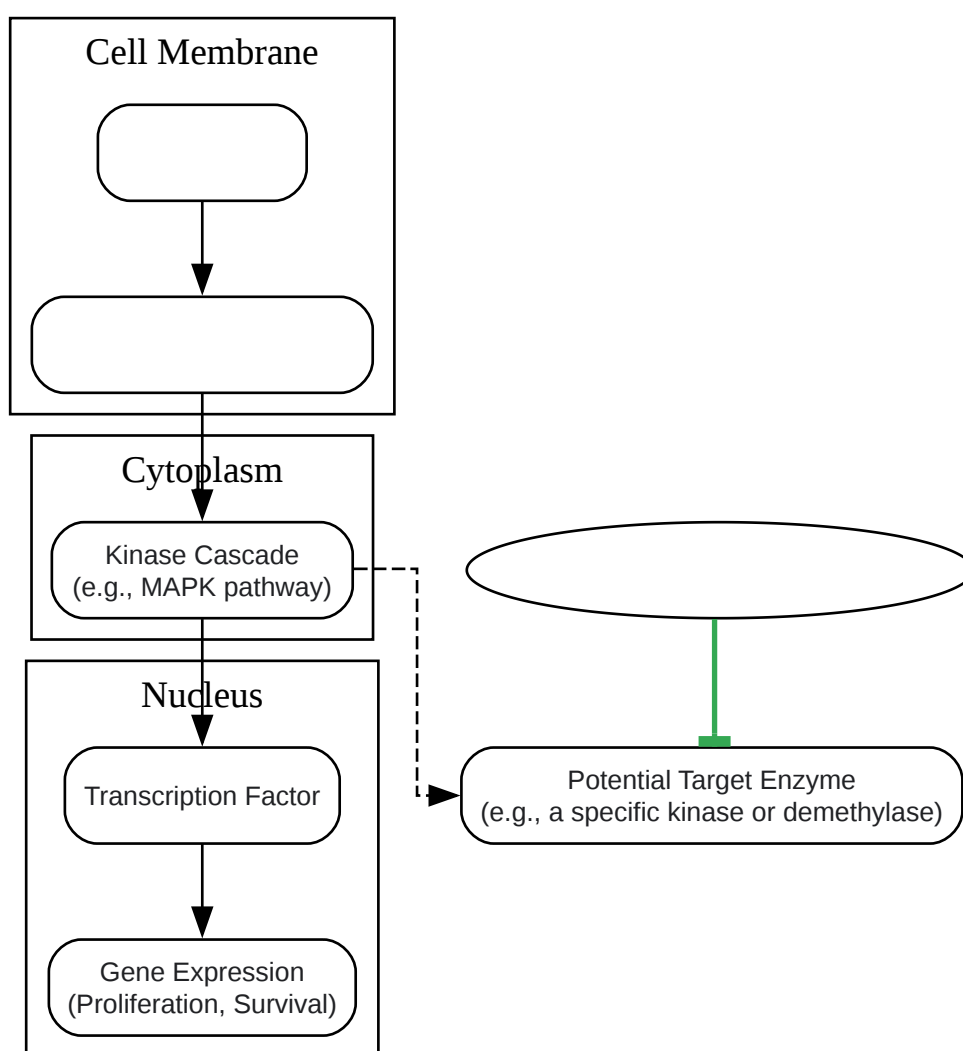 Cell Membrane
Cytoplasm
Kinase Cascade
(e.g., MAPK pathway)
Nucleus
Transcription Factor
Potential Target Enzyme
(e.g., a specific kinase or demethylase)
Gene Expression
(Proliferation, Survival)